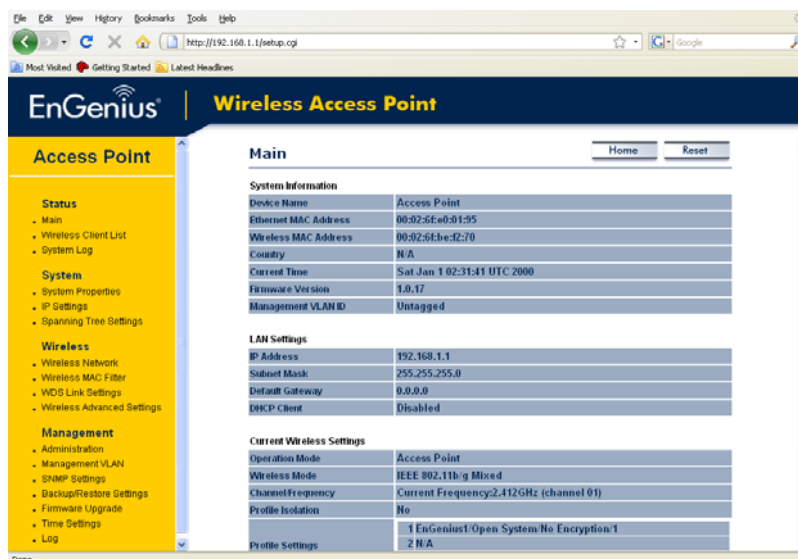 File Edit View History Bookmarks Tools Help
http://192.168.1.1/setup.cgi
G Google
Most Visited Getting Started Latest Headlines
EnGenius® Wireless Access Point
Access Point
Status
Main
Wireless Client List
System Log
System
System Properties
IP Settings
Spanning Tree Settings
Wireless
Wireless Network
Wireless MAC Filter
WDS Link Settings
Wireless Advanced Settings
Management
Administration
Management VLAN
SNMP Settings
Backup/Restore Settings
Firmware Upgrade
Time Settings
Log
Main Home Reset
System Information
Device Name Access Point
Ethernet MAC Address 00:02:6f:e0:01:95
Wireless MAC Address 00:02:6f:be:f2:70
Country N/A
Current Time Sat Jan 1 02:31:41 UTC 2000
Firmware Version 1.0.17
Management VLAN ID Untagged
LAN Settings
IP Address 192.168.1.1
Subnet Mask 255.255.255.0
Default Gateway 0.0.0.0
DHCP Client Disabled
Current Wireless Settings
Operation Mode Access Point
Wireless Mode IEEE 802.11b/g Mixed
Channel/Frequency Current Frequency:2.412GHz (channel 01)
Profile Isolation No
Profile Settings
1 EnGenius1/Open System/No Encryption/1
2 N/A